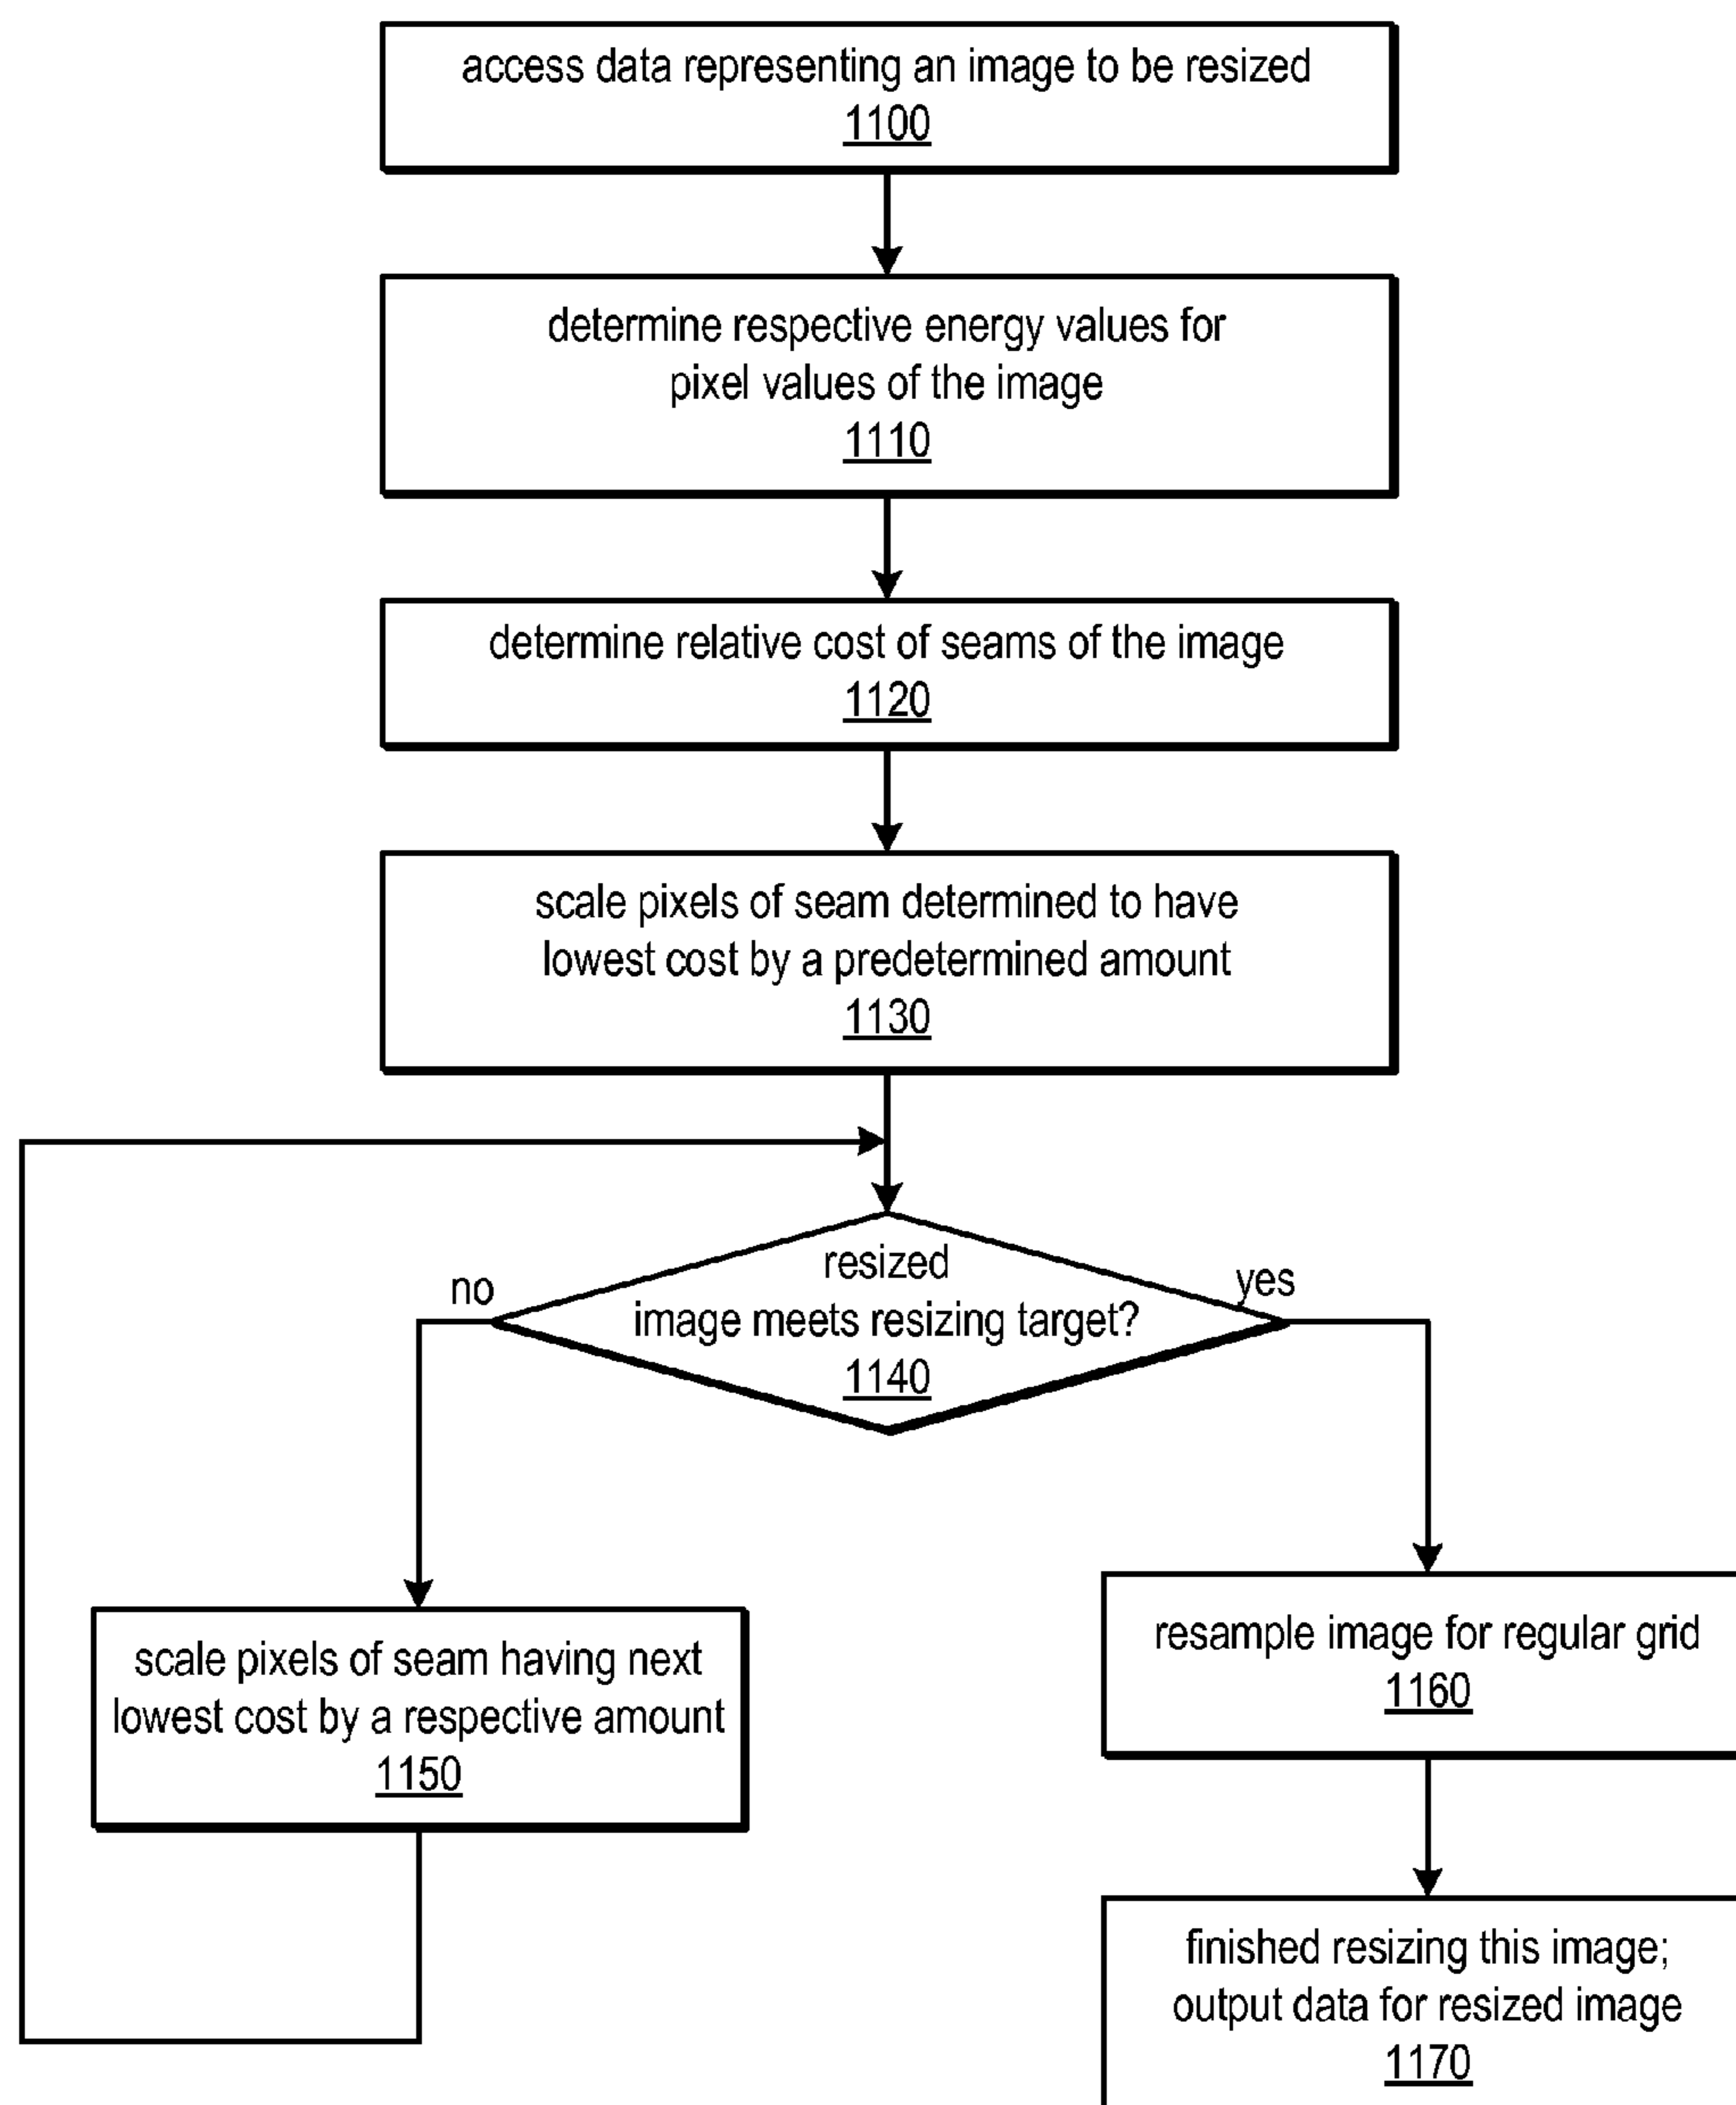 access data representing an image to be resized
1100
determine respective energy values for
pixel values of the image
1110
determine relative cost of seams of the image
1120
scale pixels of seam determined to have
lowest cost by a predetermined amount
1130
resized
image meets resizing target?
1140
no
yes
scale pixels of seam having next
lowest cost by a respective amount
1150
resample image for regular grid
1160
finished resizing this image;
output data for resized image
1170